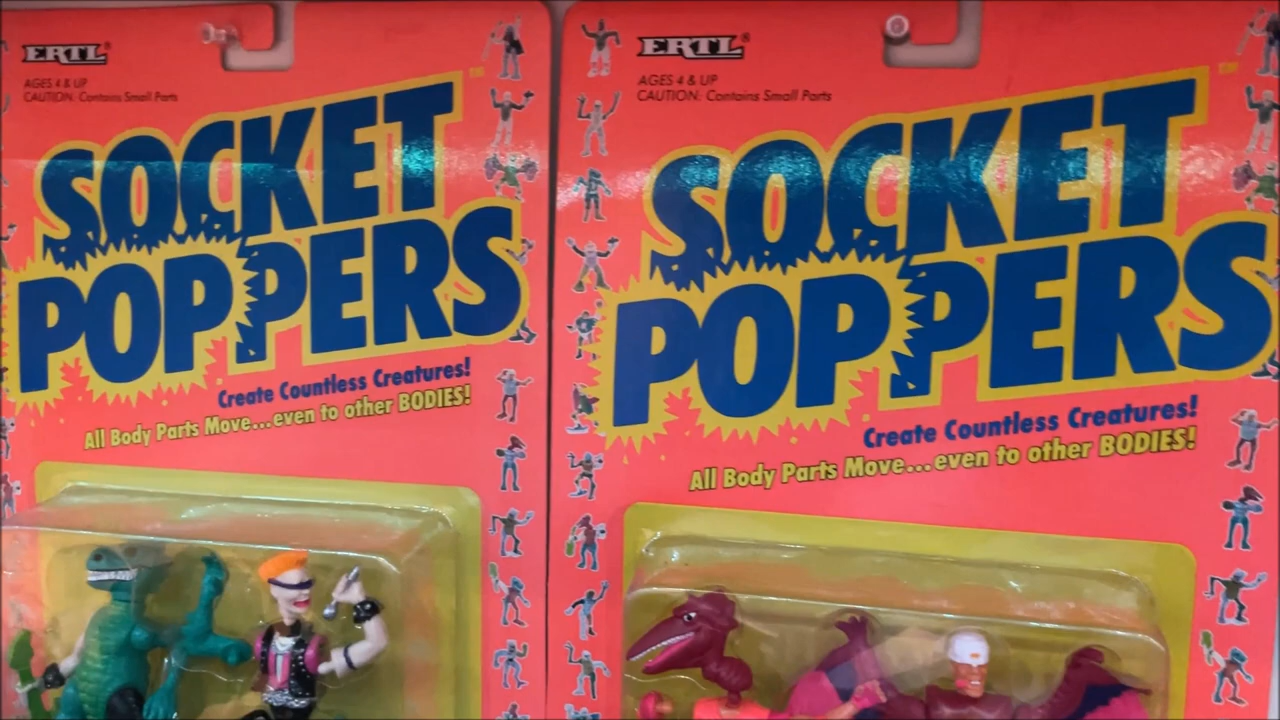 ERTL®
AGES 4 & UP
CAUTION: Contains Small Parts
SOCKET
POPPERS
Create Countless Creatures!
All Body Parts Move...even to other BODIES!
ERTL®
AGES 4 & UP
CAUTION: Contains Small Parts
SOCKET
POPPERS
Create Countless Creatures!
All Body Parts Move...even to other BODIES!